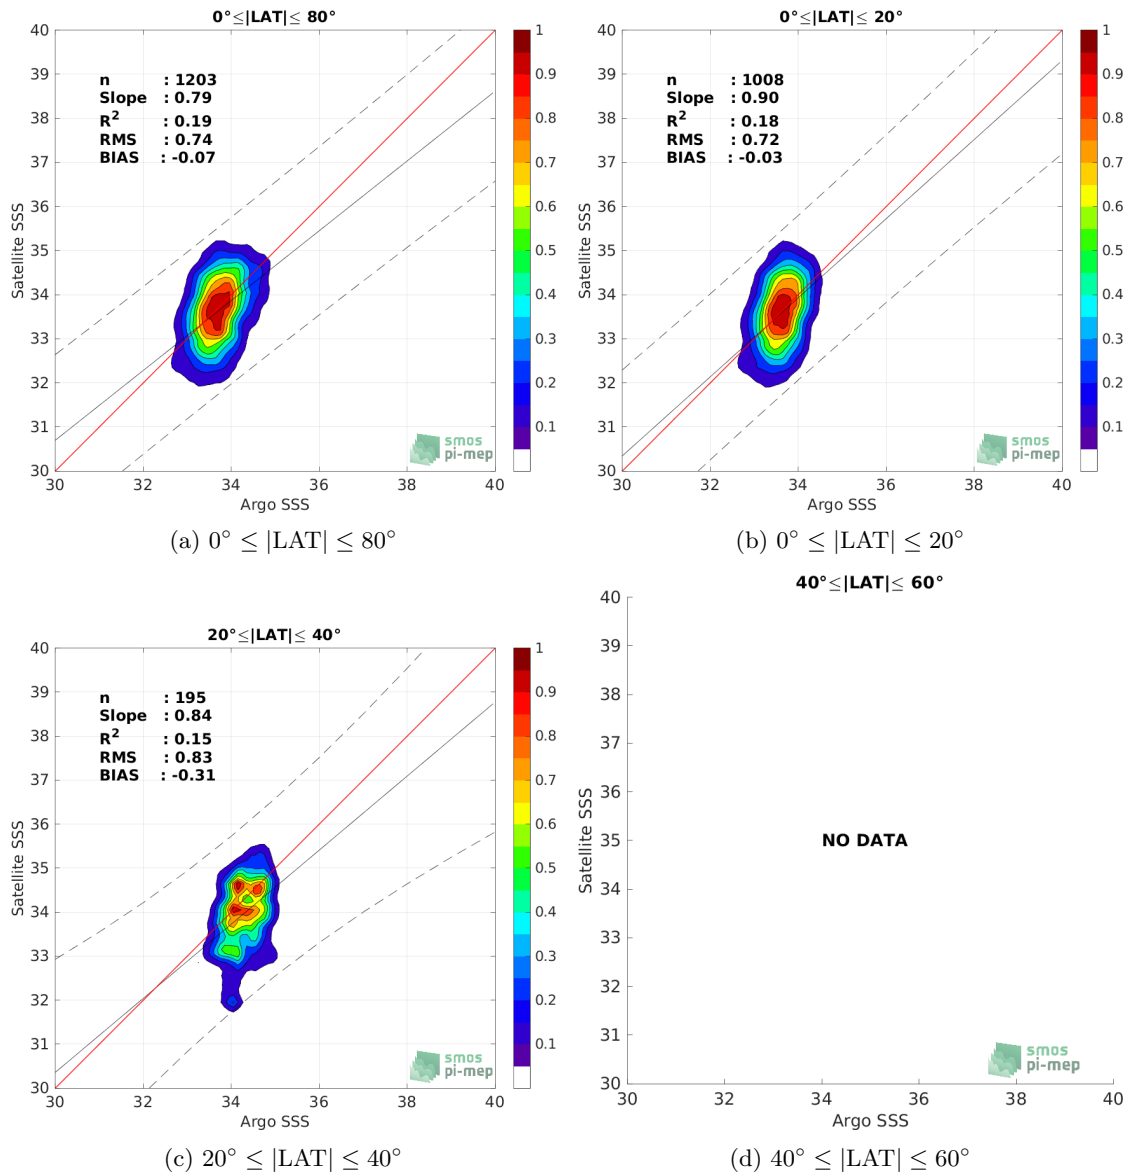 0°≤|LAT|≤ 80°
n : 1203
Slope : 0.79
R² : 0.19
RMS : 0.74
BIAS : -0.07
40
39
38
37
36
35
34
33
32
31
30
Satellite SSS
30 32 34 36 38 40
Argo SSS
1
0.9
0.8
0.7
0.6
0.5
0.4
0.3
0.2
0.1
smos
pi-mep
(a) 0° ≤ |LAT| ≤ 80°
0°≤|LAT|≤ 20°
n : 1008
Slope : 0.90
R² : 0.18
RMS : 0.72
BIAS : -0.03
40
39
38
37
36
35
34
33
32
31
30
Satellite SSS
30 32 34 36 38 40
Argo SSS
1
0.9
0.8
0.7
0.6
0.5
0.4
0.3
0.2
0.1
smos
pi-mep
(b) 0° ≤ |LAT| ≤ 20°
20°≤|LAT|≤ 40°
n : 195
Slope : 0.84
R² : 0.15
RMS : 0.83
BIAS : -0.31
40
39
38
37
36
35
34
33
32
31
30
Satellite SSS
30 32 34 36 38 40
Argo SSS
1
0.9
0.8
0.7
0.6
0.5
0.4
0.3
0.2
0.1
smos
pi-mep
(c) 20° ≤ |LAT| ≤ 40°
40°≤|LAT|≤ 60°
40
39
38
37
36
35
34
33
32
31
30
Satellite SSS
NO DATA
30 32 34 36 38 40
Argo SSS
smos
pi-mep
(d) 40° ≤ |LAT| ≤ 60°